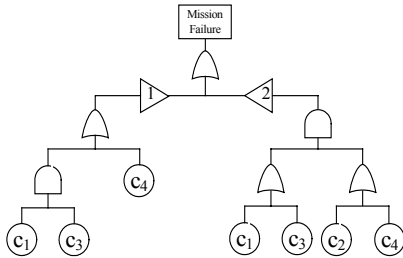 Mission
Failure
1
2
c₄
c₁
c₃
c₁
c₃
c₂
c₄